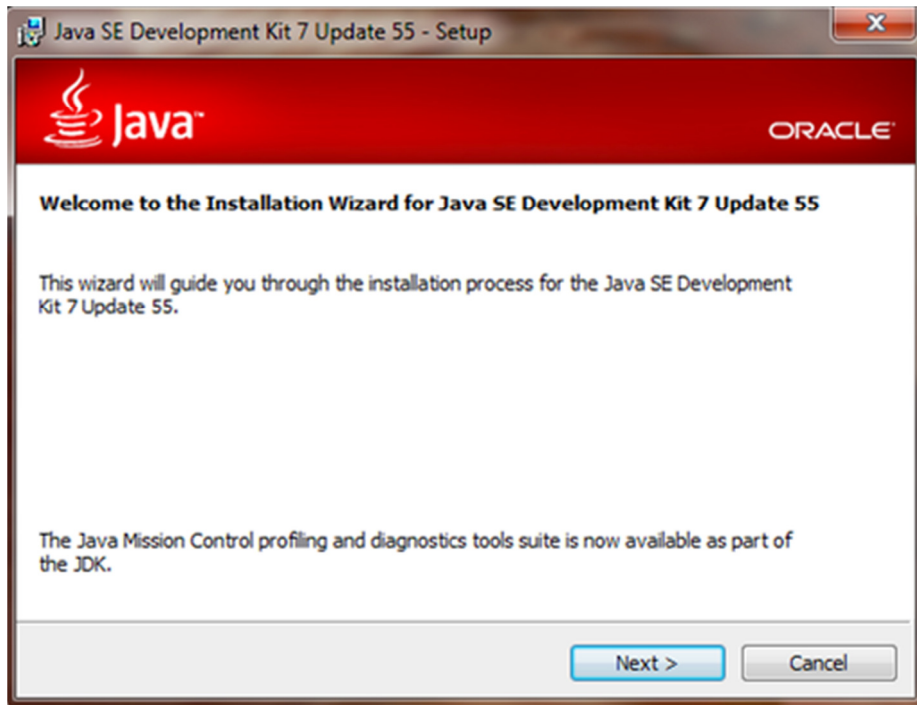 Java SE Development Kit 7 Update 55 - Setup
Java™
ORACLE
Welcome to the Installation Wizard for Java SE Development Kit 7 Update 55
This wizard will guide you through the installation process for the Java SE Development
Kit 7 Update 55.
The Java Mission Control profiling and diagnostics tools suite is now available as part of
the JDK.
Next >
Cancel